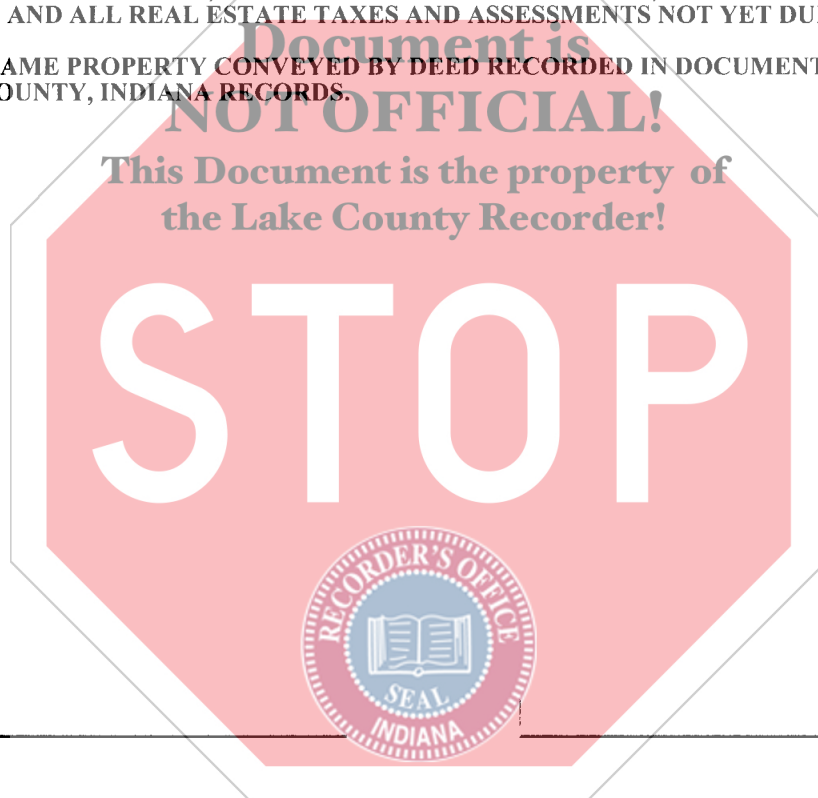 AND ALL REAL ESTATE TAXES AND ASSESSMENTS NOT YET DU
Document is
AME PROPERTY CONVEYED BY DEED RECORDED IN DOCUMENT
OUNTY, INDIANA RECORDS.
NOT OFFICIAL!
This Document is the property of
the Lake County Recorder!
STOP
RECORDER'S OFFICE
SEAL
INDIANA